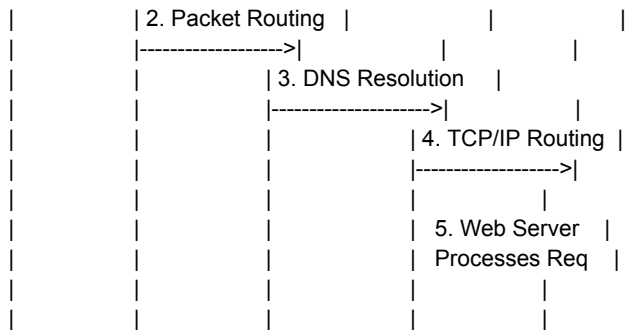 | | 2. Packet Routing | | |
| |------------------->| | |
| | | 3. DNS Resolution |
| | |--------------------->| |
| | | | 4. TCP/IP Routing |
| | | |------------------->|
| | | | |
| | | | 5. Web Server |
| | | | Processes Req |
| | | | |
| | | | |